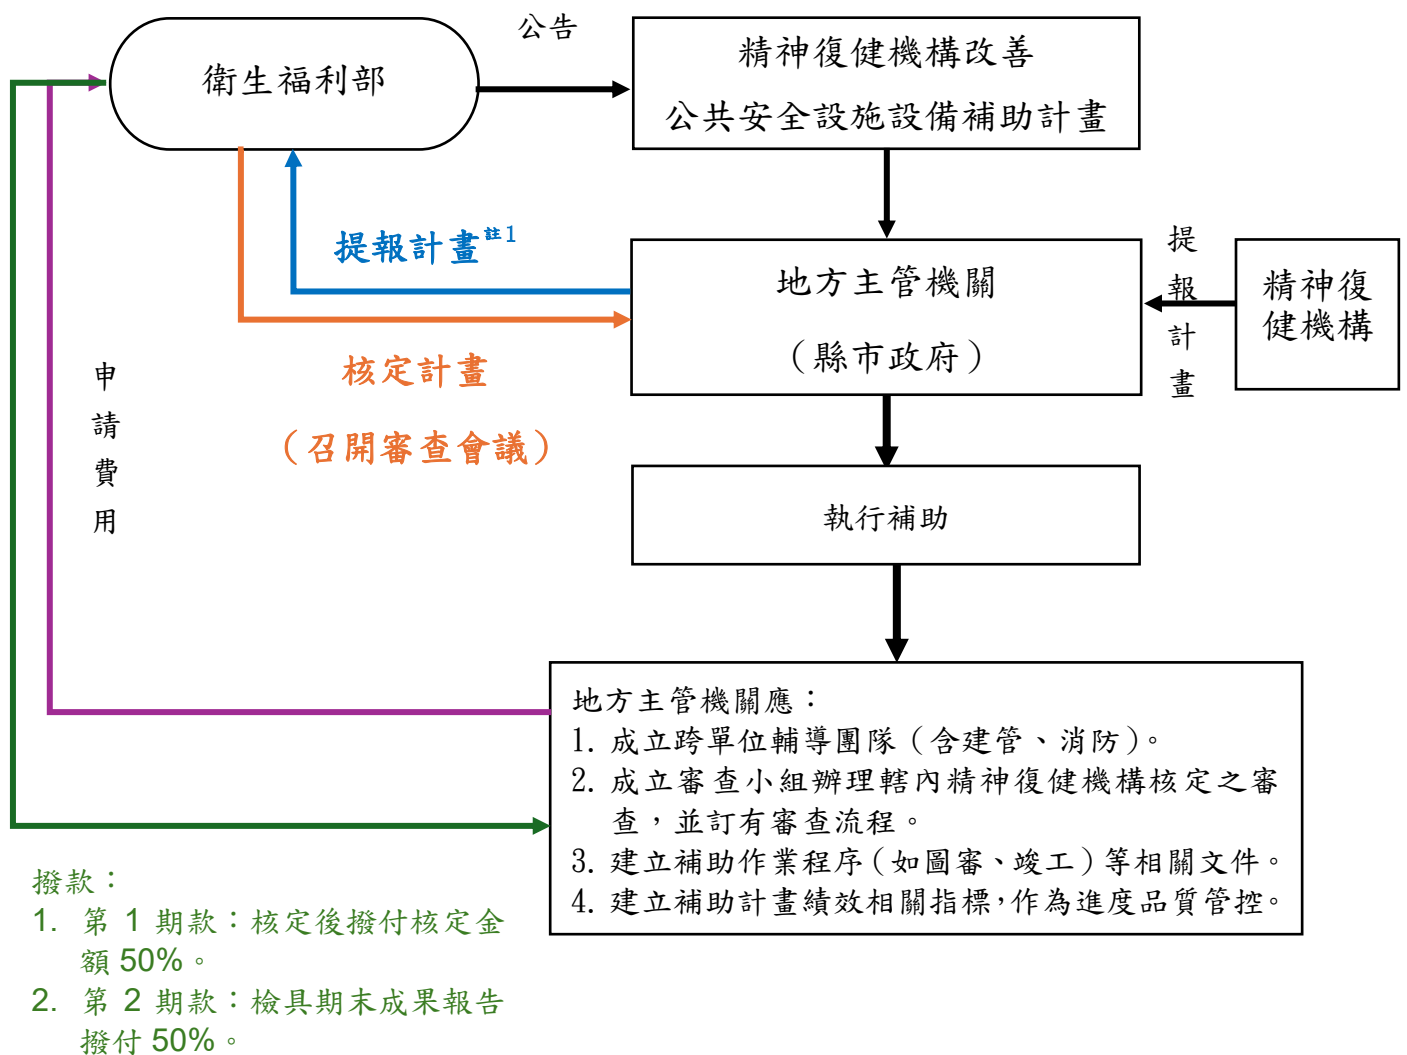 公告
衛生福利部
精神復健機構改善
公共安全設施設備補助計畫
提報計畫註1
地方主管機關
（縣市政府）
提報計畫
精神復
健機構
核定計畫
（召開審查會議）
申請費用
執行補助
地方主管機關應：
1. 成立跨單位輔導團隊（含建管、消防）。
2. 成立審查小組辦理轄內精神復健機構核定之審
查，並訂有審查流程。
3. 建立補助作業程序（如圖審、竣工）等相關文件。
4. 建立補助計畫績效相關指標，作為進度品質管控。
撥款：
1. 第 1 期款：核定後撥付核定金
額 50%。
2. 第 2 期款：檢具期末成果報告
撥付 50%。